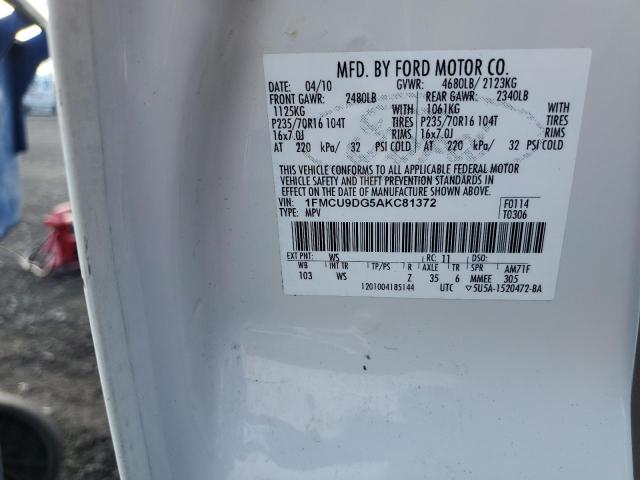 MFD. BY FORD MOTOR CO.
DATE: 04/10 GVWR: 4680LB/ 2123KG
FRONT GAWR: 2480LB REAR GAWR: 2340LB
1125KG WITH 1061KG WITH
P235/70R16 104T TIRES P235/70R16 104T TIRES
16x7.0J RIMS 16x7.0J RIMS
AT 220 kPa/ 32 PSI COLD AT 220 kPa/ 32 PSI COLD
THIS VEHICLE CONFORMS TO ALL APPLICABLE FEDERAL MOTOR
VEHICLE SAFETY AND THEFT PREVENTION STANDARDS IN EFFECT ON THE
DATE OF MANUFACTURE SHOWN ABOVE.
VIN: 1FMCU9DG5AKC81372 F0114
TYPE: MPV T0306
EXT PNT: WS RC: 11 DSO:
WB INT TR TP/PS R AXLE TR SPR AM71F
103 WS Z 35 6 MMEE 305
1201004185144 UTC ▽5U5A-1520472-BA